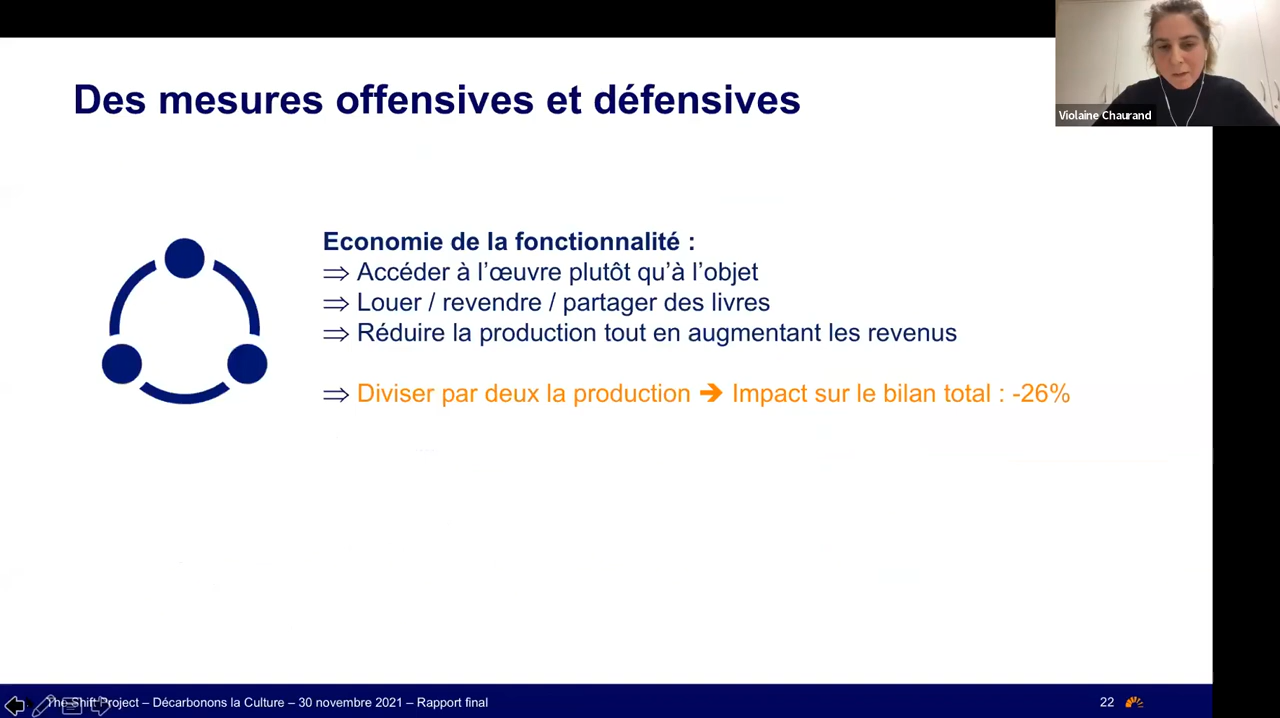 Des mesures offensives et défensives
Violaine Chaurand
Economie de la fonctionnalité :
⇒ Accéder à l’œuvre plutôt qu’à l’objet
⇒ Louer / revendre / partager des livres
⇒ Réduire la production tout en augmentant les revenus
⇒ Diviser par deux la production ➔ Impact sur le bilan total : -26%
The Shift Project – Décarbonons la Culture – 30 novembre 2021 – Rapport final
22